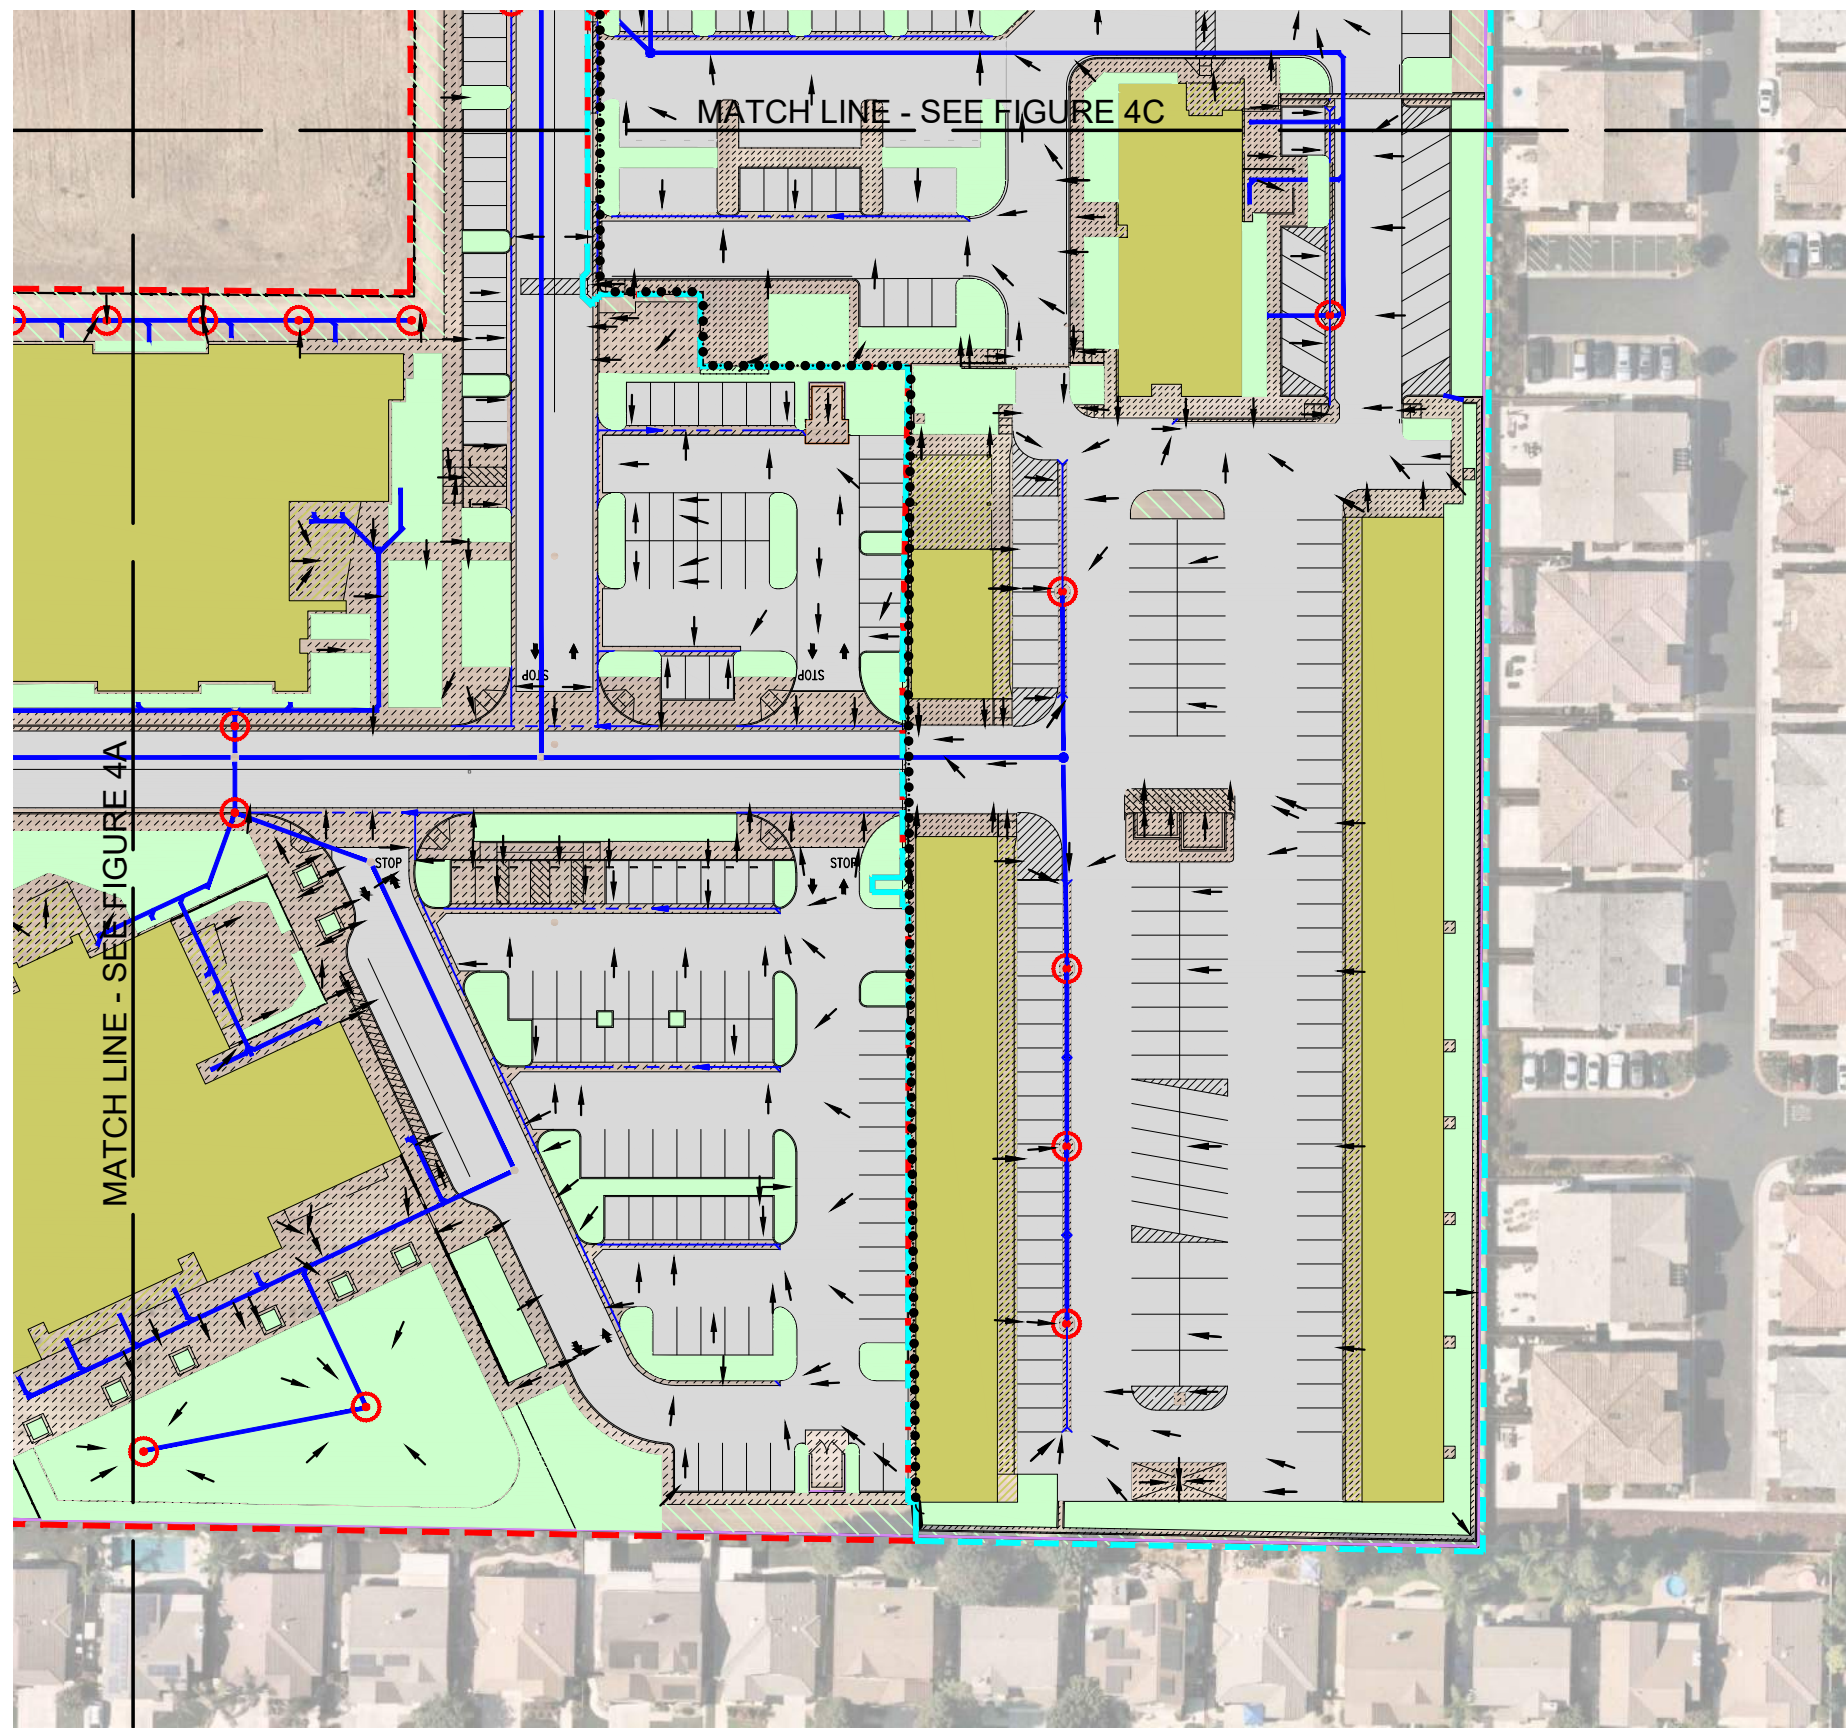 MATCH LINE - SEE FIGURE 4C
STOP
STOP
MATCH LINE - SEE FIGURE 4A
STOP
STOP